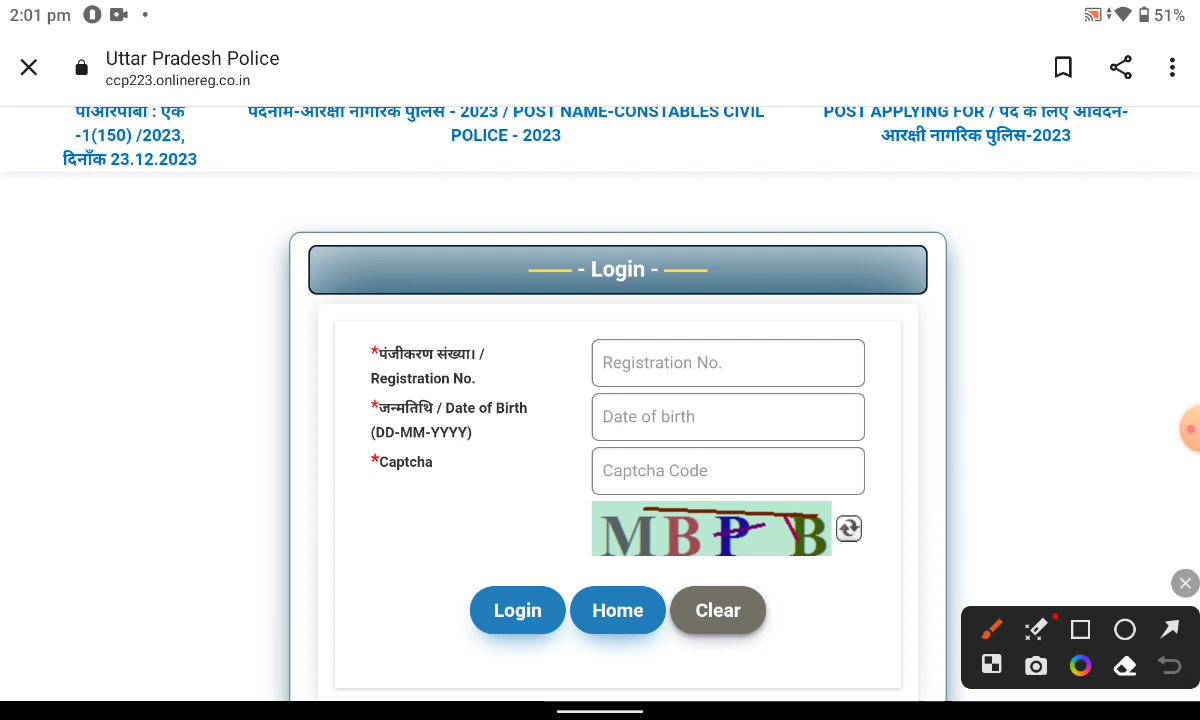 2:01 pm
51%
Uttar Pradesh Police
ccp223.onlinereg.co.in
पीआरपीबी : एक
-1(150) /2023,
दिनाँक 23.12.2023
पदनाम-आरक्षी नागरिक पुलिस - 2023 / POST NAME-CONSTABLES CIVIL
POLICE - 2023
POST APPLYING FOR / पद के लिए आवेदन-
आरक्षी नागरिक पुलिस-2023
- Login -
*पंजीकरण संख्या। /
Registration No.
Registration No.
*जन्मतिथि / Date of Birth
(DD-MM-YYYY)
Date of birth
*Captcha
Captcha Code
MBP B
Login
Home
Clear